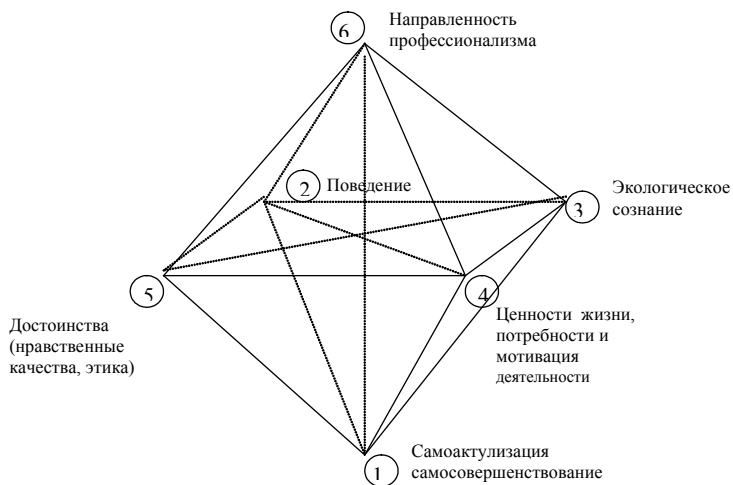 6
Направленность
профессионализма
2 Поведение
3
Экологическое
сознание
5
Достоинства
(нравственные
качества, этика)
4
Ценности жизни,
потребности и
мотивация
деятельности
1
Самоактулизация
самосовершенствование